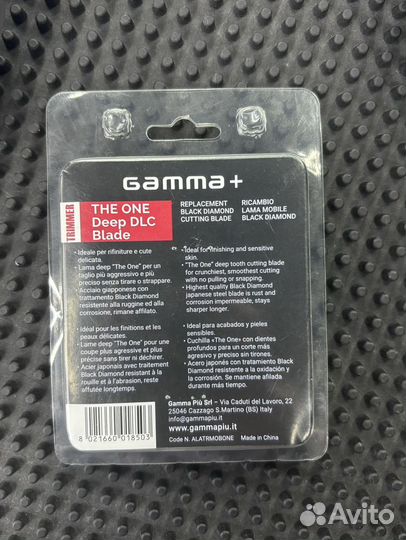 GAMMA+
TRIMMER
THE ONE
Deep DLC
Blade
REPLACEMENT
BLACK DIAMOND
CUTTING BLADE
RICAMBIO
LAMA MOBILE
BLACK DIAMOND
• Ideale per rifiniture e cute
delicata.
• Lama deep "The One" per un
taglio più aggressivo e più
preciso senza tirare o strappare.
• Acciaio giapponese con
trattamento Black Diamond
resistente alla ruggine ed alla
corrosione, rimane affilato.
• Ideal for finishing and sensitive
skin.
• "The One" deep tooth cutting blade
for crunchiest, smoothest cutting
with no pulling or snapping.
• Highest quality Black Diamond
japanese steel blade is rust and
corrosion impermeable, stays
sharper longer.
• Idéal pour les finitions et les
peaux délicates.
• Lame deep "The One" pour une
coupe plus agressive et plus
précise sans tirer ni déchirer.
• Acier japonais avec traitement
Black Diamond resistant à la
rouille et à l'abrasion, reste
affutée longtemps.
• Ideal para acabados y pieles
sensibles.
• Cuchilla «The One» con dientes
profundos para un corte más
agresivo y preciso sin tirones.
• Acero japonés con tratamiento Black
Diamond resistente a la oxidación y
la corrosión. Se mantiene afilada
durante más tiempo.
8 021660 018503
Gamma Più Srl – Via Caduti del Lavoro, 22
25046 Cazzago S.Martino (BS) Italy
info@gammapiu.it
www.gammapiu.it
Code N. ALATRMOBONE Made in China
Avito